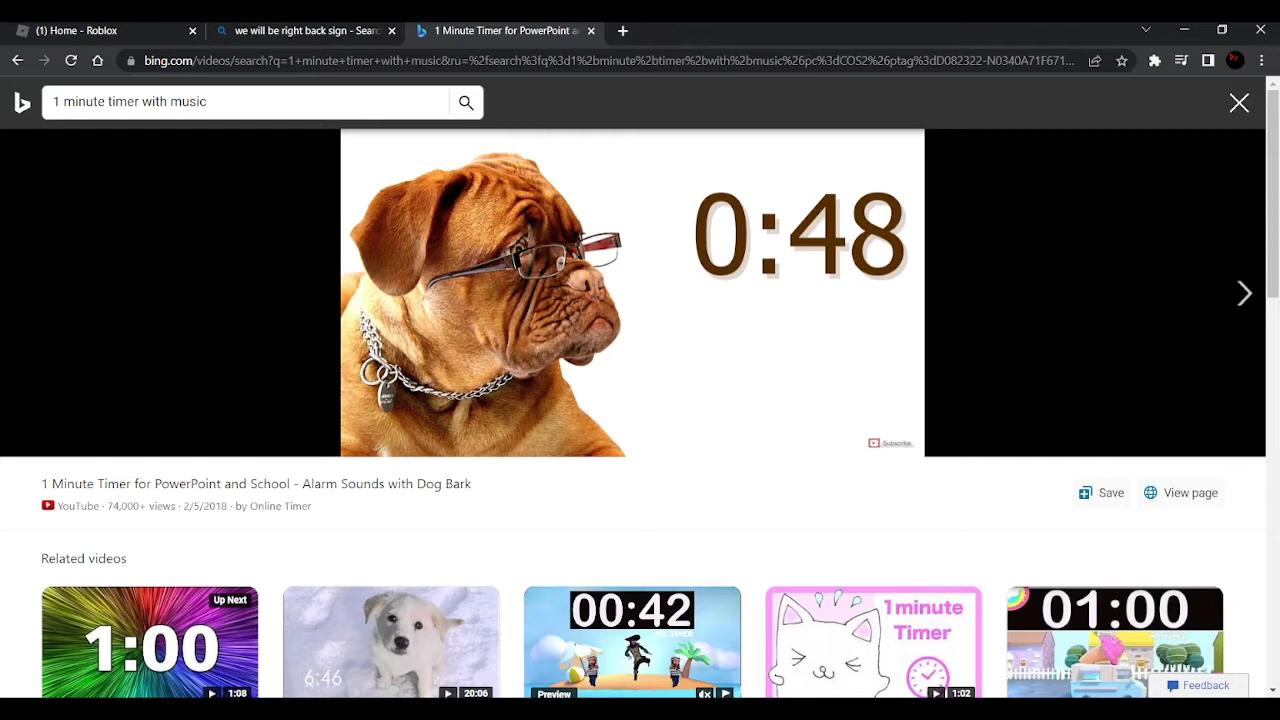 (1) Home - Roblox
we will be right back sign - Searc
1 Minute Timer for PowerPoint a
bing.com/videos/search?q=1+minute+timer+with+music&ru=%2fsearch%3fq%3d1%2bminute%2btimer%2bwith%2bmusic%26pc%3dCOS2%26ptag%3dD082322-N0340A71F671...
1 minute timer with music
0:48
Subscribe
1 Minute Timer for PowerPoint and School - Alarm Sounds with Dog Bark
YouTube · 74,000+ views · 2/5/2018 · by Online Timer
Save
View page
Related videos
Up Next
1:00
1:08
6:46
20:06
00:42
MR. TIMER
Preview
1 minute
Timer
1:02
01:00
Feedback